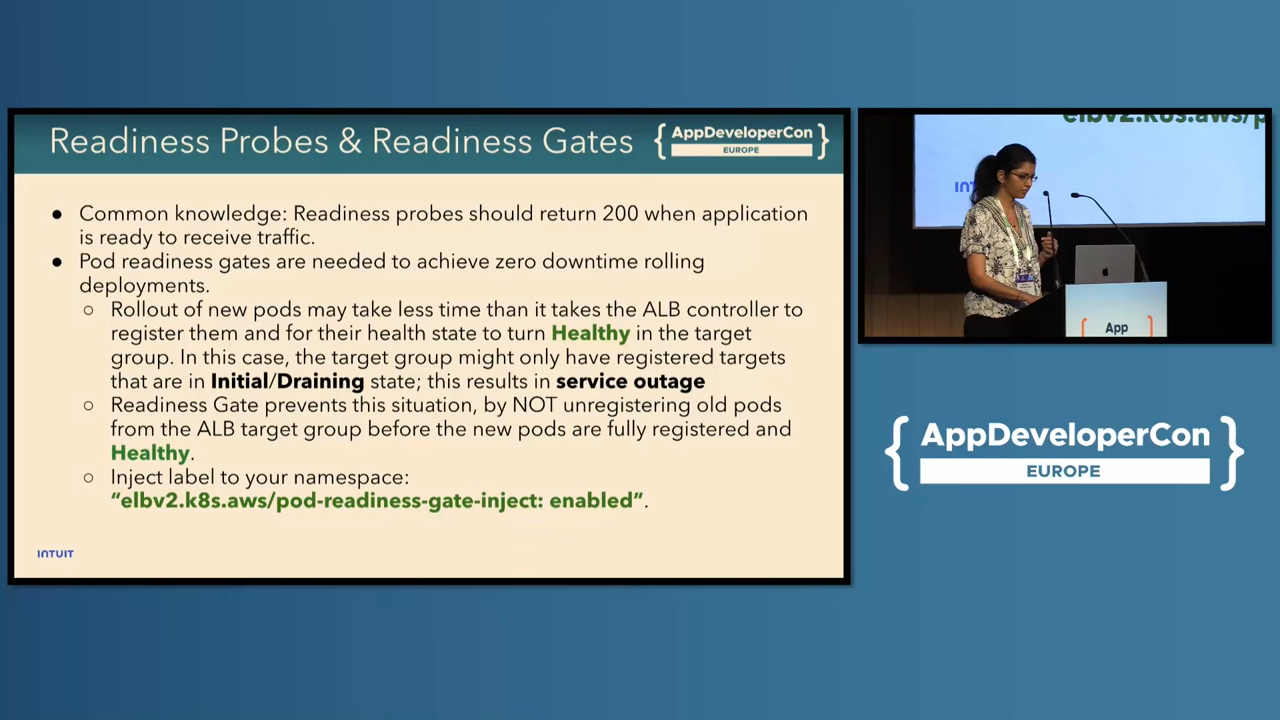 Readiness Probes & Readiness Gates
{ AppDeveloperCon }
EUROPE
● Common knowledge: Readiness probes should return 200 when application
is ready to receive traffic.
● Pod readiness gates are needed to achieve zero downtime rolling
deployments.
○ Rollout of new pods may take less time than it takes the ALB controller to
register them and for their health state to turn Healthy in the target
group. In this case, the target group might only have registered targets
that are in Initial/Draining state; this results in service outage
○ Readiness Gate prevents this situation, by NOT unregistering old pods
from the ALB target group before the new pods are fully registered and
Healthy.
○ Inject label to your namespace:
“elbv2.k8s.aws/pod-readiness-gate-inject: enabled”.
INTUIT
elbv2.k8s.aws/p
INT
[ App ]
{ AppDeveloperCon }
EUROPE